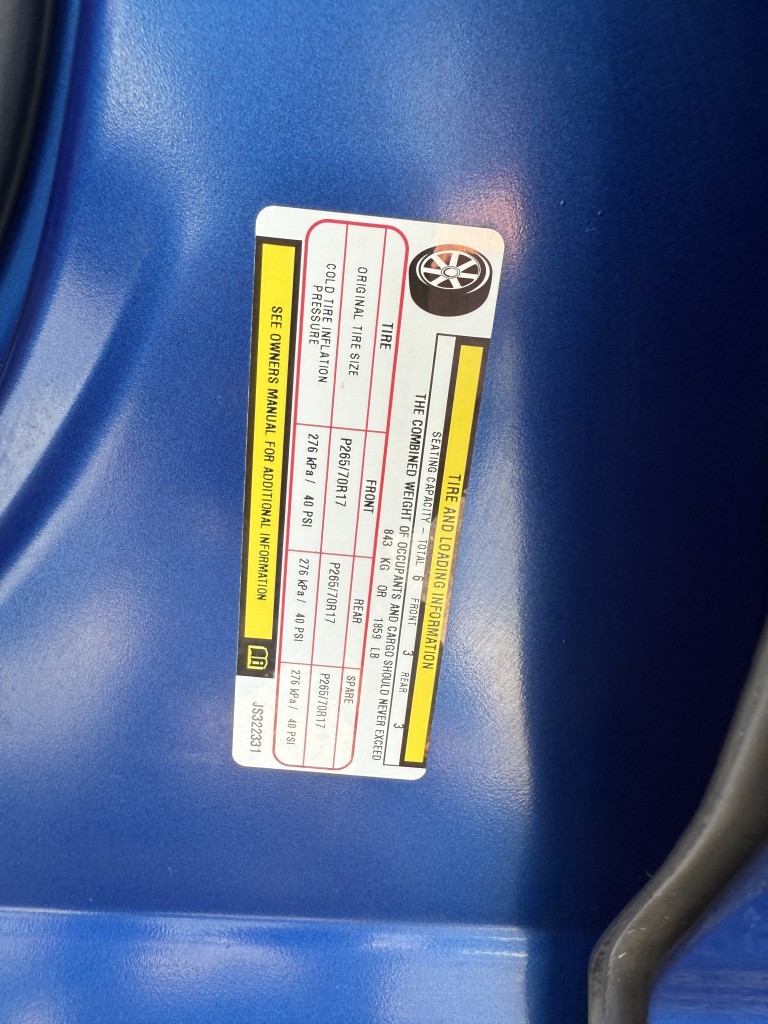 TIRE AND LOADING INFORMATION
SEATING CAPACITY - TOTAL 6 FRONT 3 REAR 3
THE COMBINED WEIGHT OF OCCUPANTS AND CARGO SHOULD NEVER EXCEED
843 KG OR 1859 LB
TIRE FRONT REAR SPARE
ORIGINAL TIRE SIZE P265/70R17 P265/70R17 P265/70R17
COLD TIRE INFLATION
PRESSURE 276 kPa/ 40 PSI 276 kPa/ 40 PSI 276 kPa/ 40 PSI
SEE OWNERS MANUAL FOR ADDITIONAL INFORMATION i
JS322331